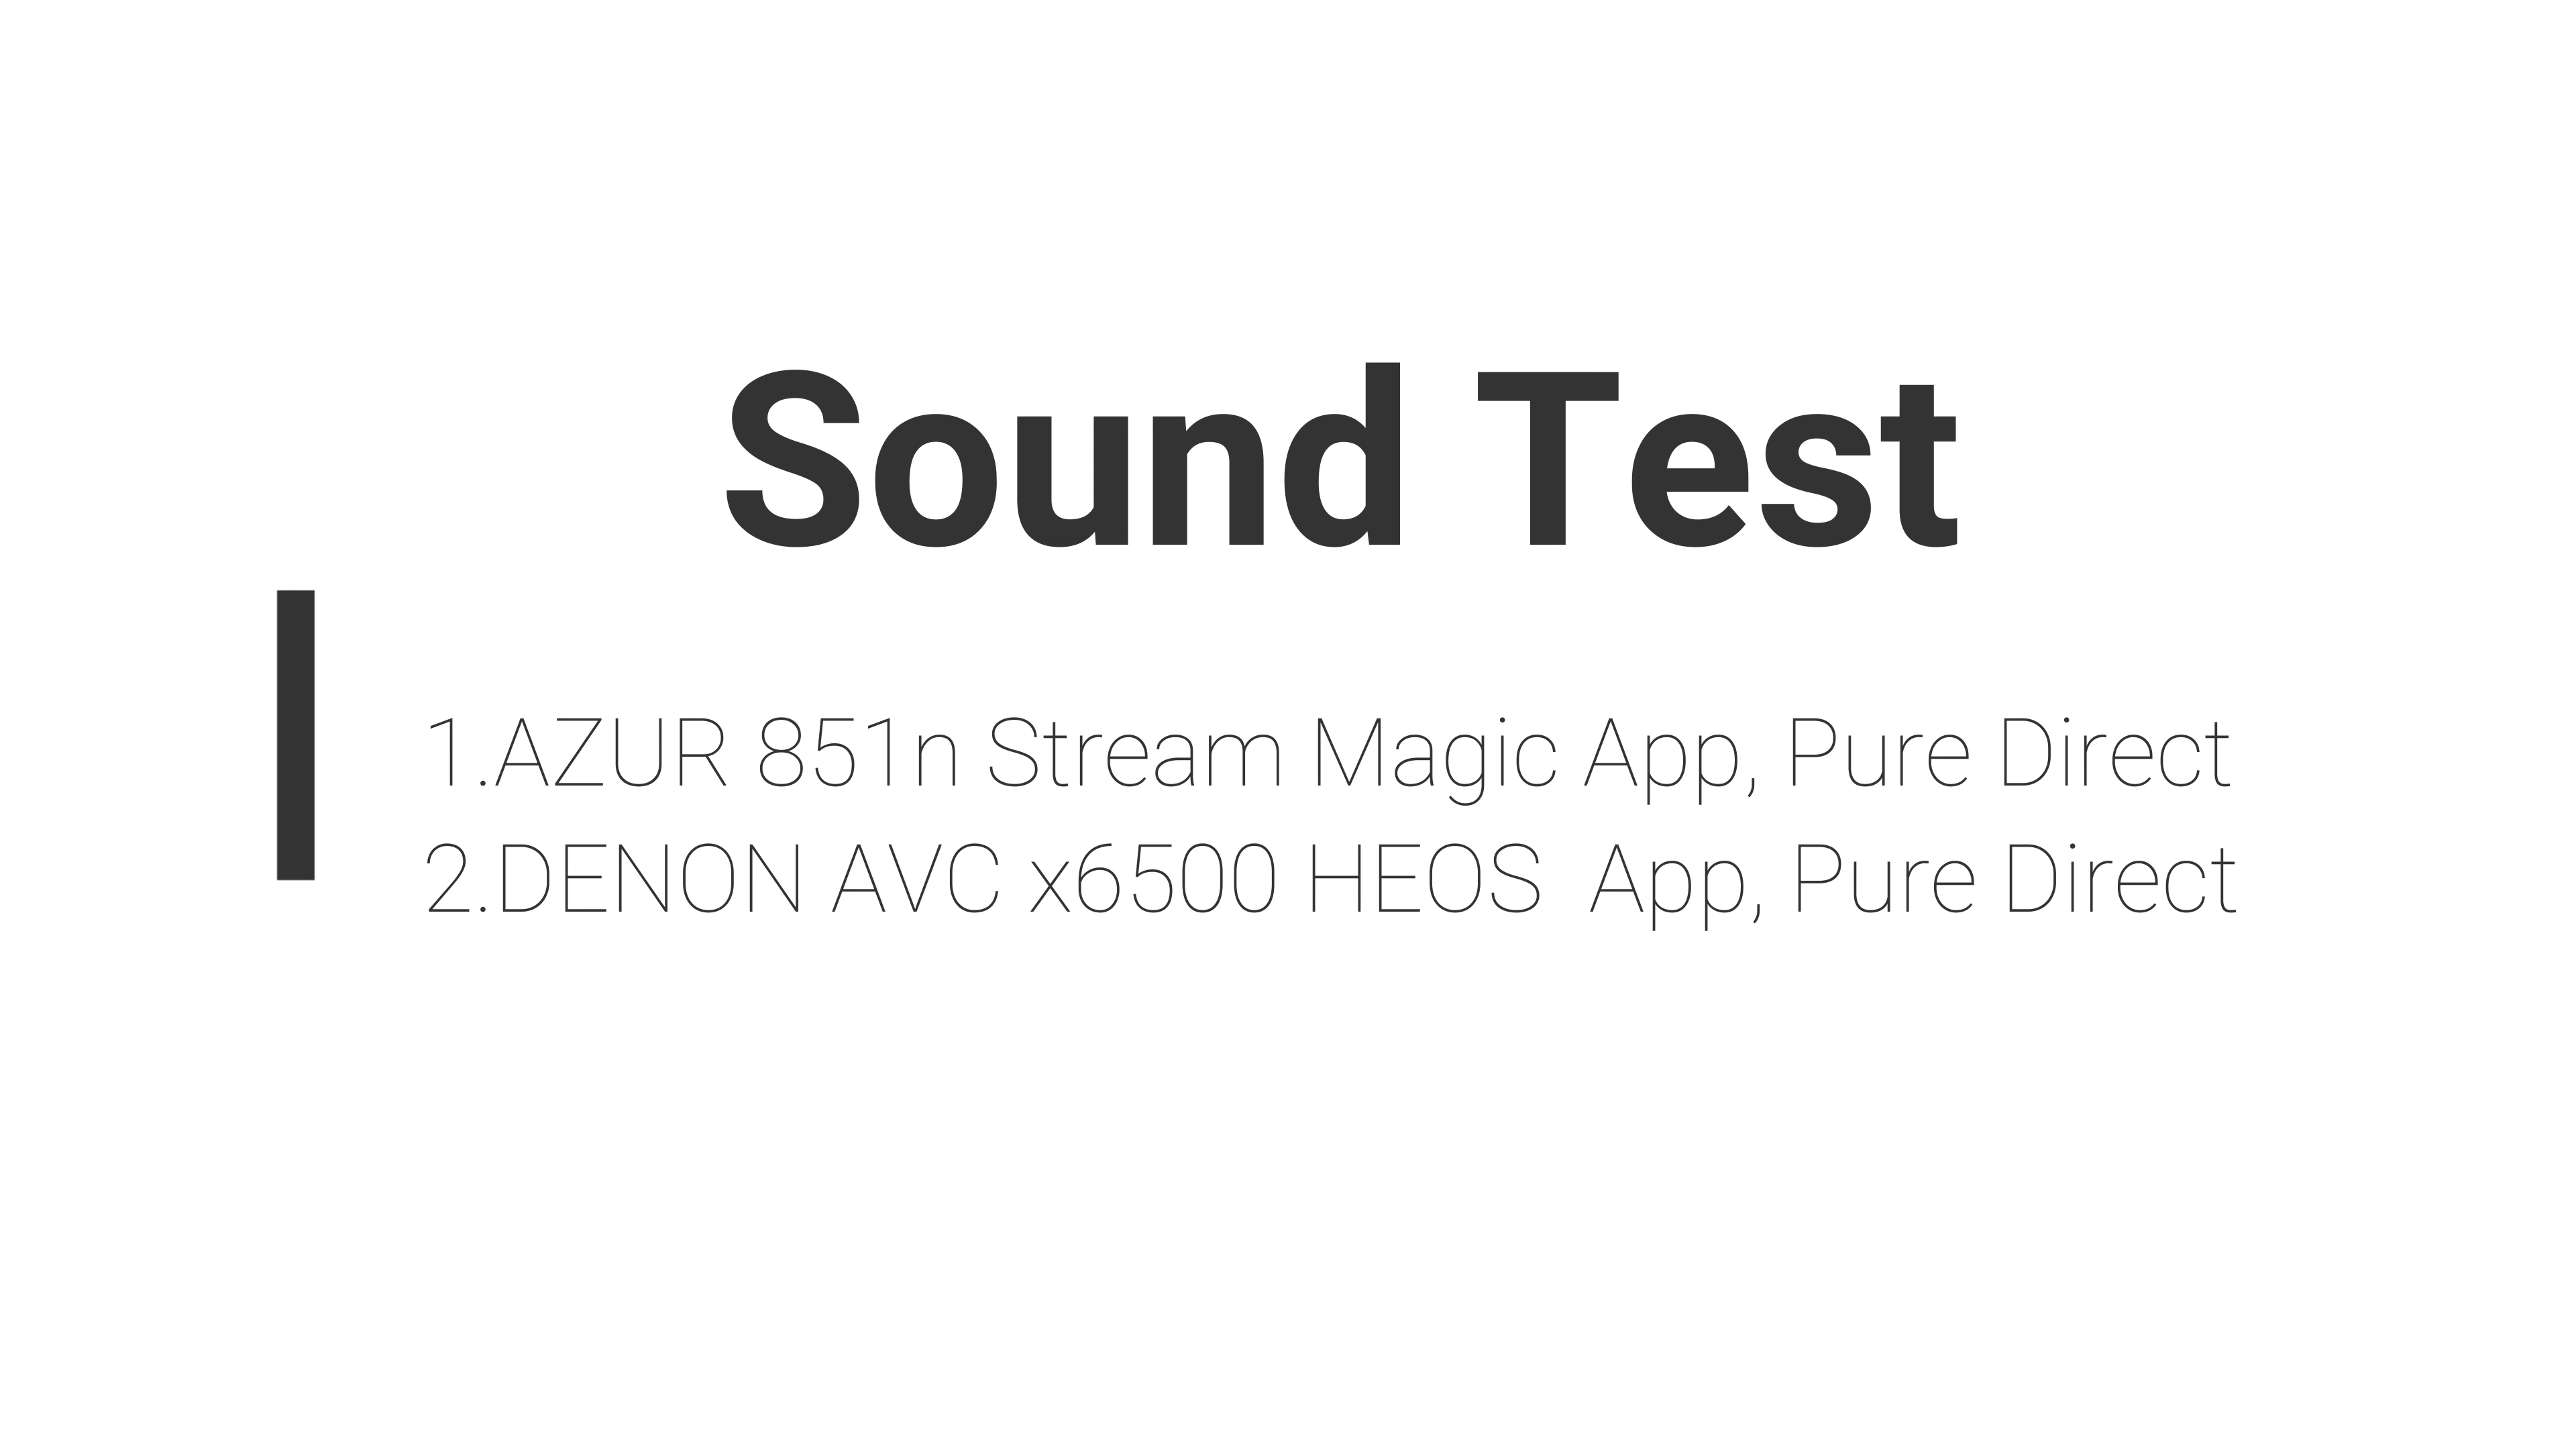 Sound Test
1.AZUR 851n Stream Magic App, Pure Direct
2.DENON AVC x6500 HEOS  App, Pure Direct